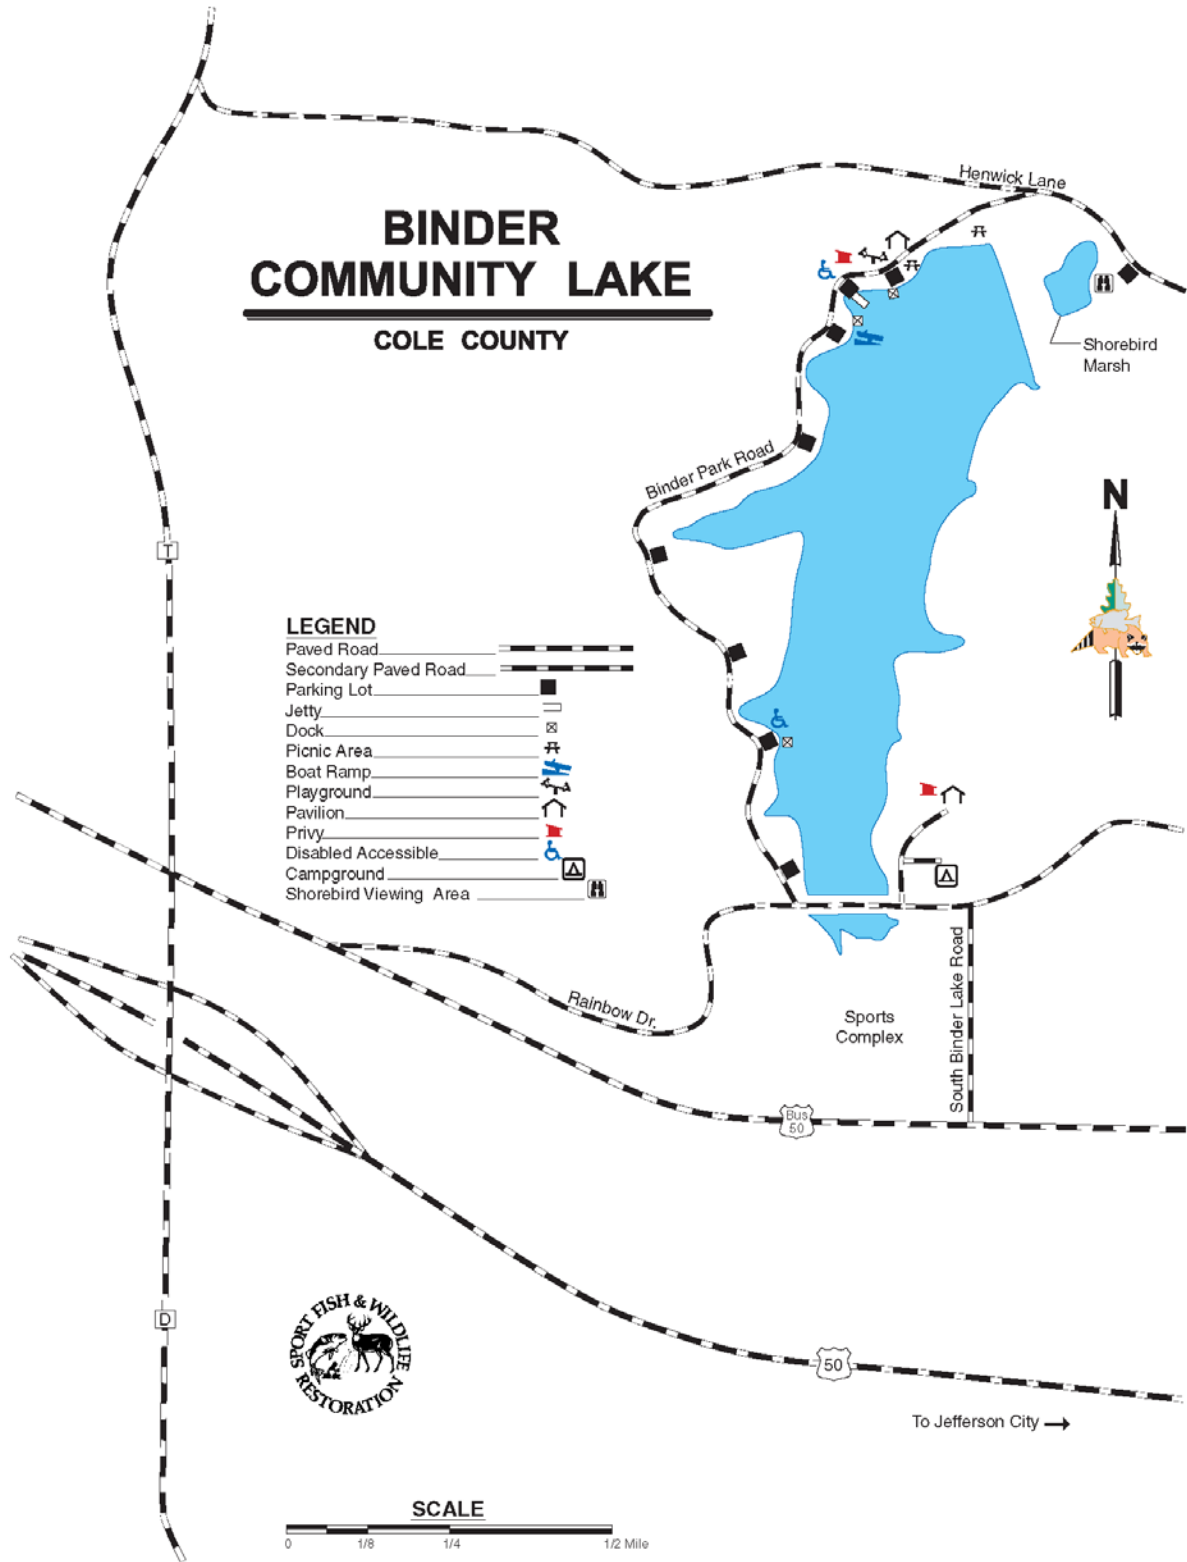 Henwick Lane
BINDER
COMMUNITY LAKE
COLE COUNTY
Shorebird
Marsh
Binder Park Road
N
T
LEGEND
Paved Road
Secondary Paved Road
Parking Lot
Jetty
Dock
Picnic Area
Boat Ramp
Playground
Pavilion
Privy
Disabled Accessible
Campground
Shorebird Viewing Area
Rainbow Dr.
South Binder Lake Road
Sports
Complex
Bus
50
D
SPORT FISH & WILDLIFE
RESTORATION
50
To Jefferson City
SCALE
0 1/8 1/4 1/2 Mile